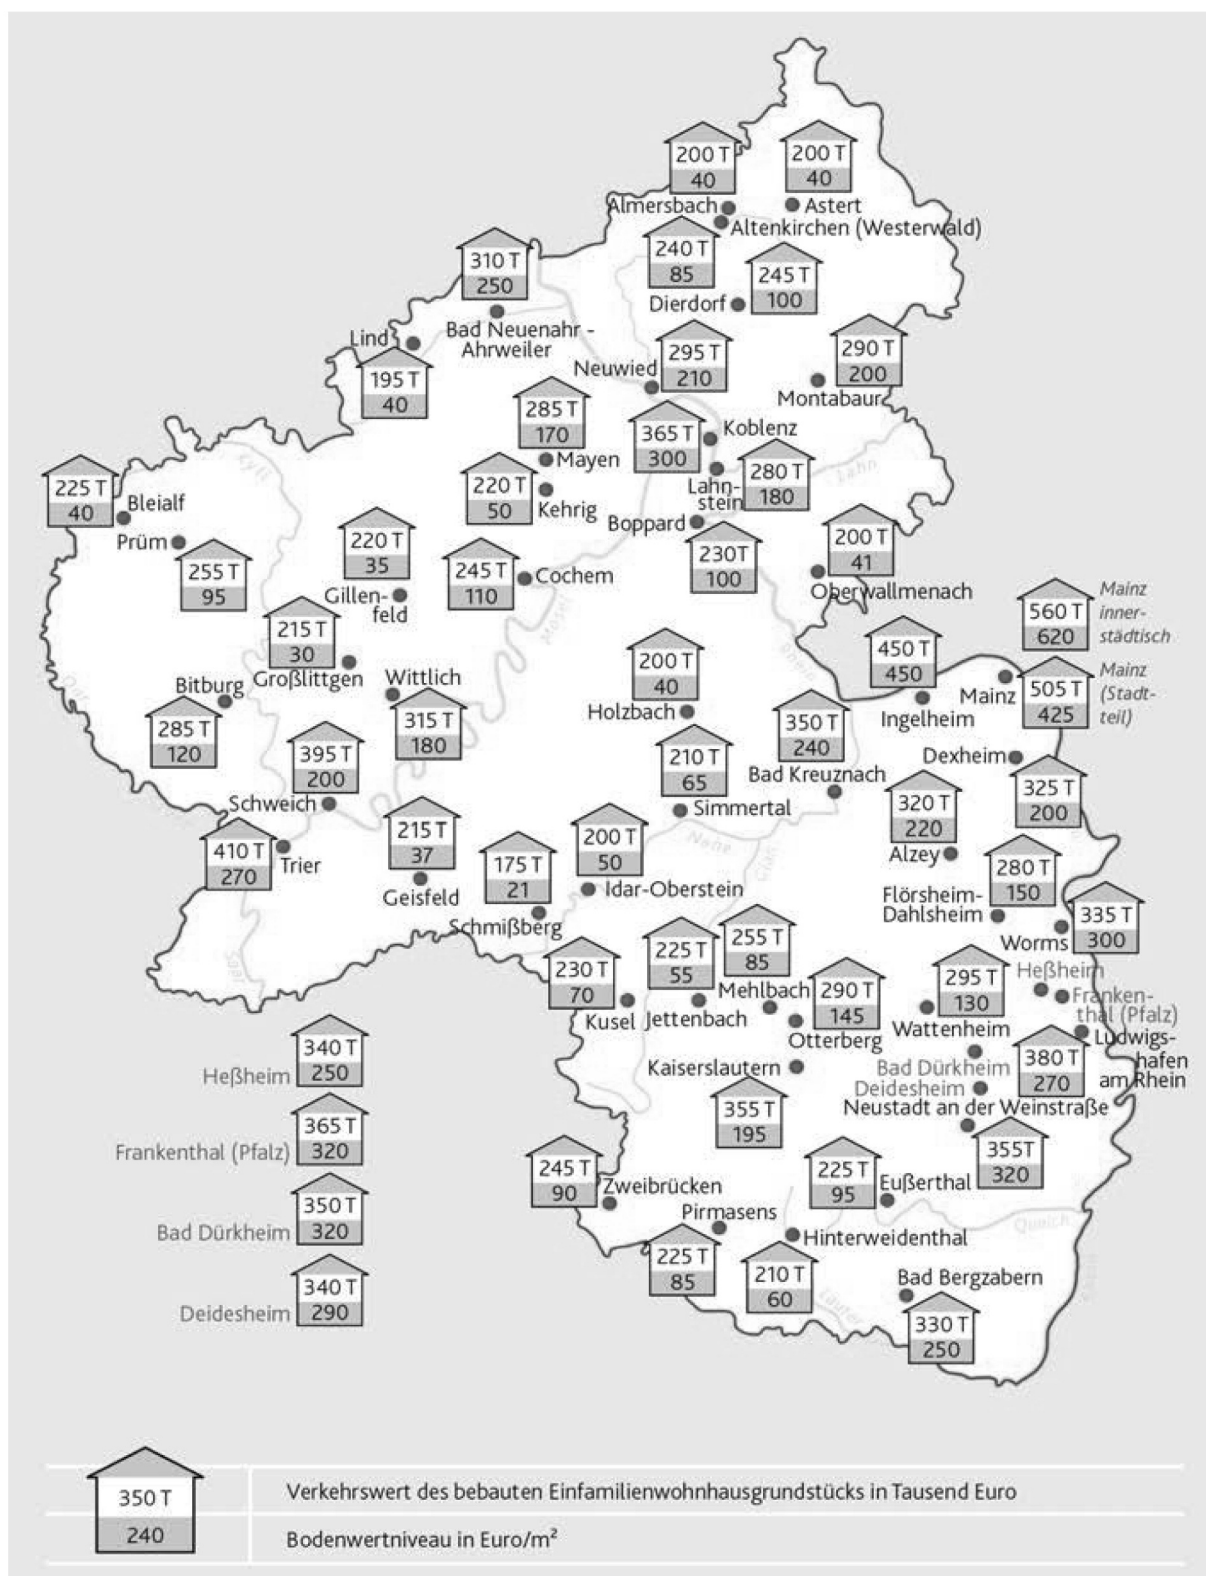 200 T
40
200 T
40
Almersbach
Astert
Altenkirchen (Westerwald)
240 T
85
245 T
100
Dierdorf
310 T
250
Bad Neuenahr -
Ahrweiler
Lind
195 T
40
295 T
210
Neuwied
290 T
200
Montabaur
285 T
170
Mayen
365 T
300
Koblenz
Lahn
280 T
180
Lahn-
stein
220 T
50
Kehrig
Kyll
225 T
40
Bleialf
Prüm
255 T
95
Boppard
230T
100
200 T
41
Oberwallmenach
220 T
35
Gillen-
feld
245 T
110
Cochem
Mosel
560 T
620
Mainz
inner-
städtisch
215 T
30
Großlittgen
Rhein
450 T
450
Ingelheim
Mainz
505 T
425
Mainz
(Stadt-
teil)
200 T
40
Holzbach
Our
Bitburg
285 T
120
Wittlich
315 T
180
350 T
240
Bad Kreuznach
395 T
200
Schweich
210 T
65
Simmertal
Dexheim
325 T
200
320 T
220
Alzey
410 T
270
Trier
215 T
37
Geisfeld
175 T
21
Schmißberg
200 T
50
Idar-Oberstein
Nahe
Glan
280 T
150
Flörsheim-
Dahlsheim
335 T
300
Worms
Saar
230 T
70
Kusel
225 T
55
Jettenbach
255 T
85
Mehlbach
290 T
145
Otterberg
295 T
130
Wattenheim
Heßheim
Franken-
thal (Pfalz)
Ludwigs-
hafen
am Rhein
380 T
270
Kaiserslautern
355 T
195
Bad Dürkheim
Deidesheim
Neustadt an der Weinstraße
355T
320
Heßheim
340 T
250
Frankenthal (Pfalz)
365 T
320
Bad Dürkheim
350 T
320
Deidesheim
340 T
290
245 T
90
Zweibrücken
225 T
95
Eußerthal
Queich
Pirmasens
225 T
85
Hinterweidenthal
210 T
60
Lauter
Bad Bergzabern
330 T
250
350 T
Verkehrswert des bebauten Einfamilienwohnhausgrundstücks in Tausend Euro
240
Bodenwertniveau in Euro/m²